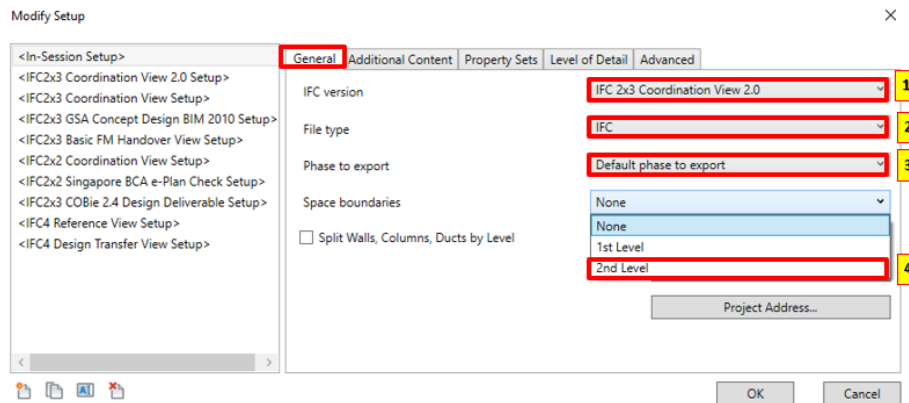 Modify Setup
<In-Session Setup>
<IFC2x3 Coordination View 2.0 Setup>
<IFC2x3 Coordination View Setup>
<IFC2x3 GSA Concept Design BIM 2010 Setup>
<IFC2x3 Basic FM Handover View Setup>
<IFC2x2 Coordination View Setup>
<IFC2x2 Singapore BCA e-Plan Check Setup>
<IFC2x3 COBie 2.4 Design Deliverable Setup>
<IFC4 Reference View Setup>
<IFC4 Design Transfer View Setup>
General Additional Content Property Sets Level of Detail Advanced
IFC version IFC 2x3 Coordination View 2.0 1
File type IFC 2
Phase to export Default phase to export 3
Space boundaries None
None
Split Walls, Columns, Ducts by Level
1st Level
2nd Level 4
Project Address...
OK Cancel